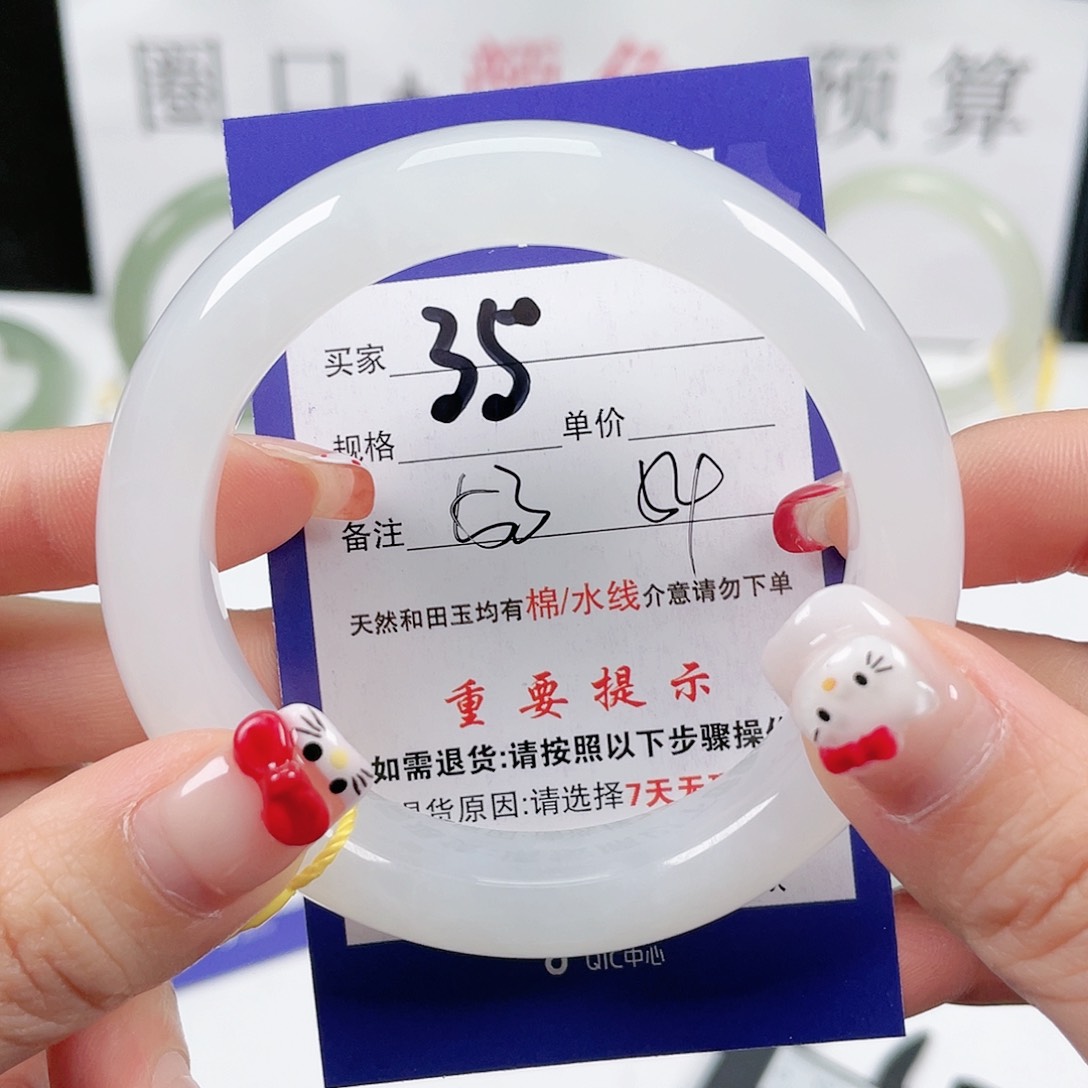 圈口+颜色 预算
买家 35
规格 单价
备注
天然和田玉均有棉/水线介意请勿下单
重要提示
如需退货:请按照以下步骤操作
退货原因:请选择7天无
QIC中心